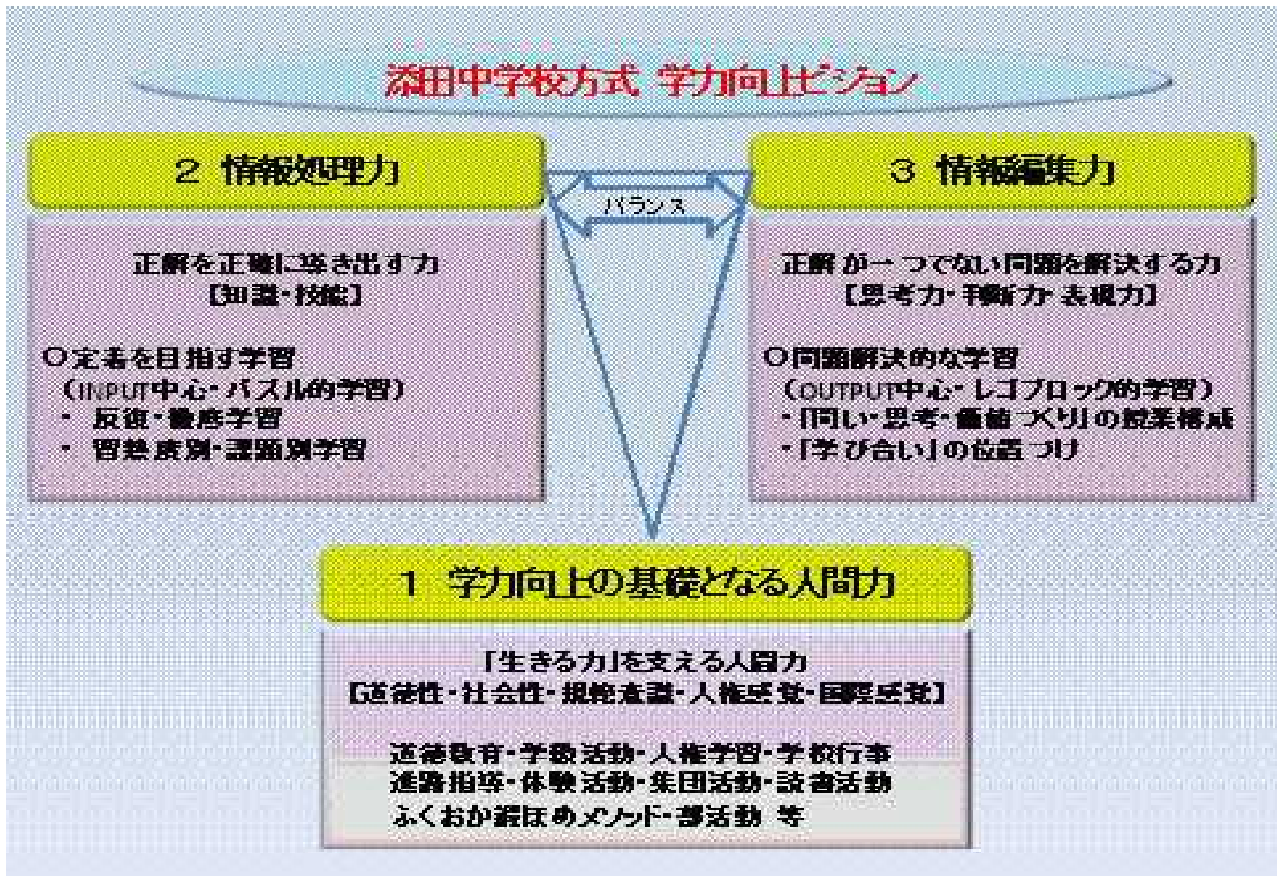 添田中学校方式 学力向上ビジョン
2 情報処理力
正解を正確に導き出す力
【知識・技能】
○定着を目指す学習
(INPUT中心・パズル的学習)
・ 反復・徹底学習
・ 習熟度別・課題別学習
バランス
3 情報編集力
正解が一つでない問題を解決する力
【思考力・判断力・表現力】
○問題解決的な学習
(OUTPUT中心・レゴブロック的学習)
・「問い・思考・価値づくり」の授業構成
・「学び合い」の位置づけ
1 学力向上の基礎となる人間力
「生きる力」を支える人間力
【道徳性・社会性・規範意識・人権感覚・国際感覚】
道徳教育・学級活動・人権学習・学校行事
進路指導・体験活動・集団活動・読書活動
ふくおか褒ほめメソッド・部活動 等